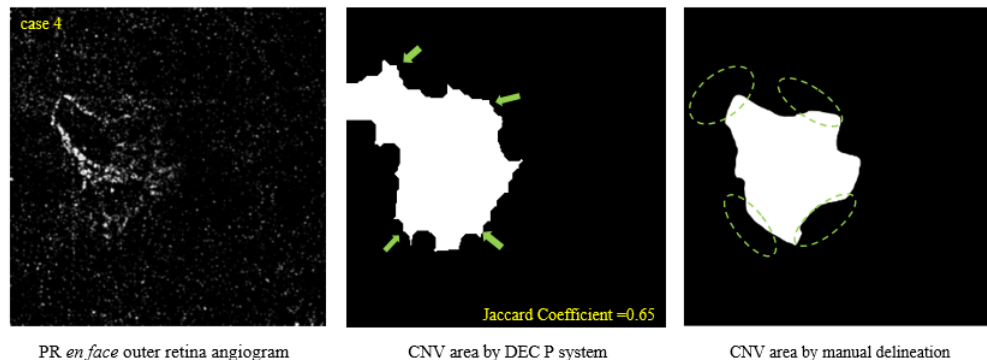 case 4
Jaccard Coefficient =0.65
PR en face outer retina angiogram
CNV area by DEC P system
CNV area by manual delineation